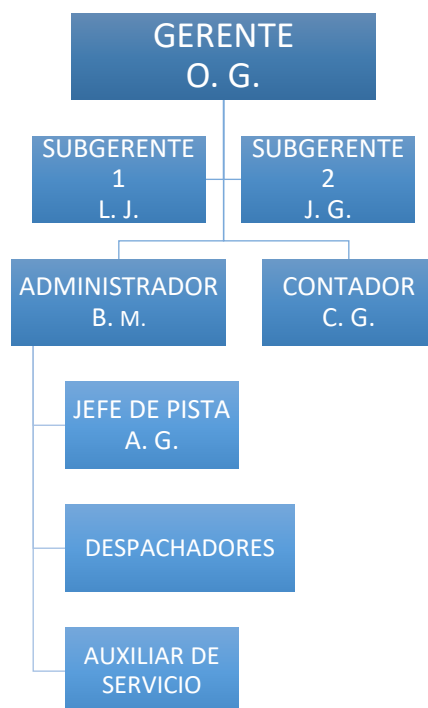 GERENTE
O. G.
SUBGERENTE
1
L. J.
SUBGERENTE
2
J. G.
ADMINISTRADOR
B. M.
CONTADOR
C. G.
JEFE DE PISTA
A. G.
DESPACHADORES
AUXILIAR DE
SERVICIO